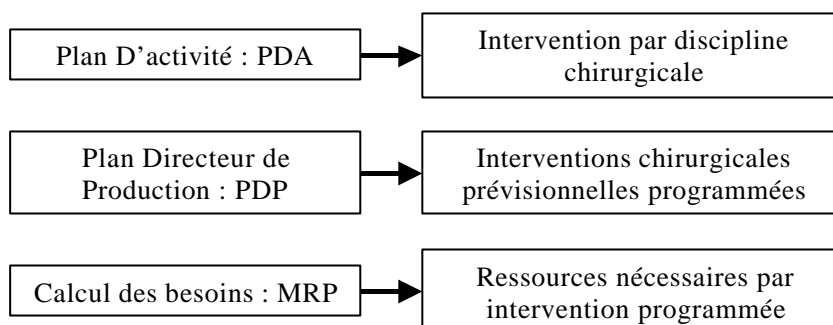 Plan D’activité : PDA
Intervention par discipline
chirurgicale
Plan Directeur de
Production : PDP
Interventions chirurgicales
prévisionnelles programmées
Calcul des besoins : MRP
Ressources nécessaires par
intervention programmée